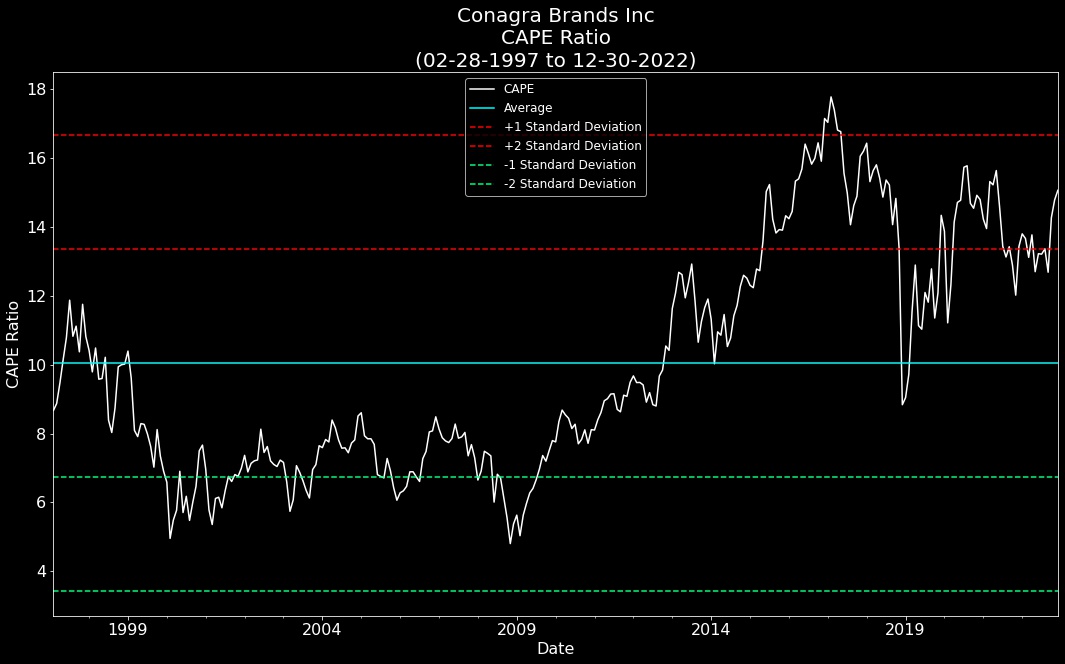 Conagra Brands Inc
CAPE Ratio
(02-28-1997 to 12-30-2022)
CAPE
Average
+1 Standard Deviation
+2 Standard Deviation
-1 Standard Deviation
-2 Standard Deviation
18
16
14
12
10
8
6
4
CAPE Ratio
1999
2004
2009
2014
2019
Date